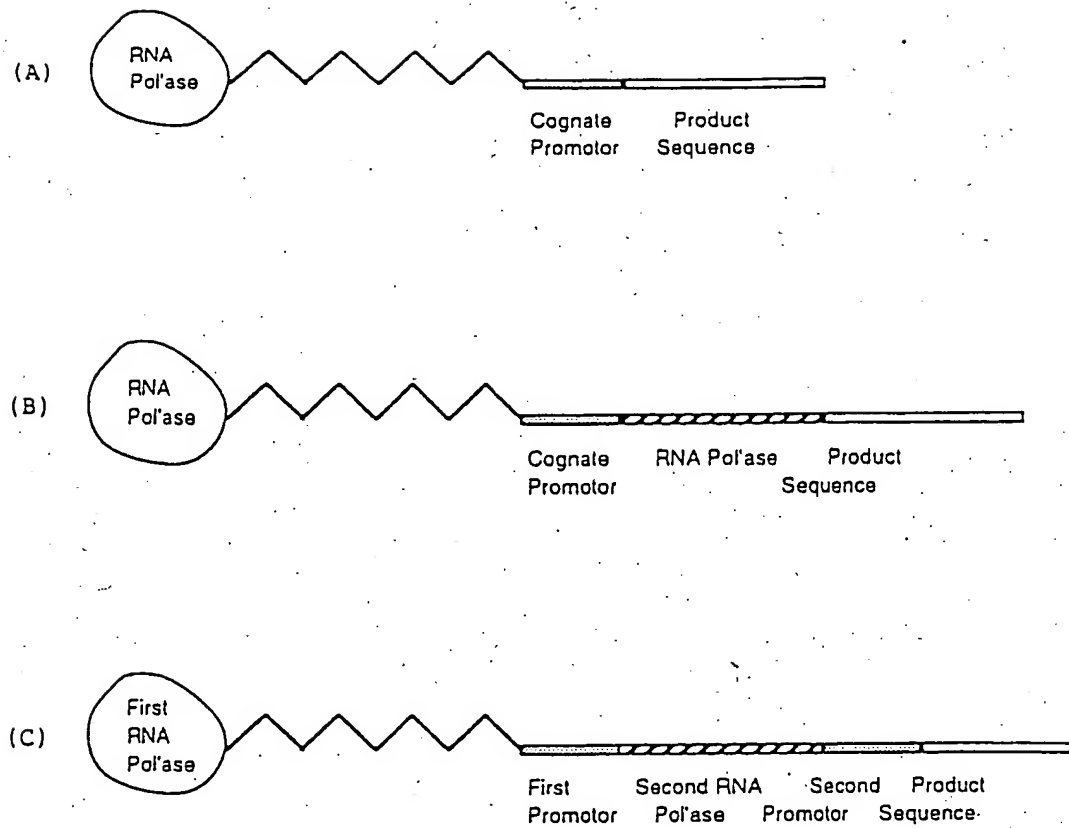 RNA
Pol'ase
(A)
Cognate Product
Promotor Sequence
RNA
Pol'ase
(B)
Cognate RNA Pol'ase Product
Promotor Sequence
First
RNA
Pol'ase
(C)
First Second RNA Second Product
Promotor Pol'ase Promotor Sequence